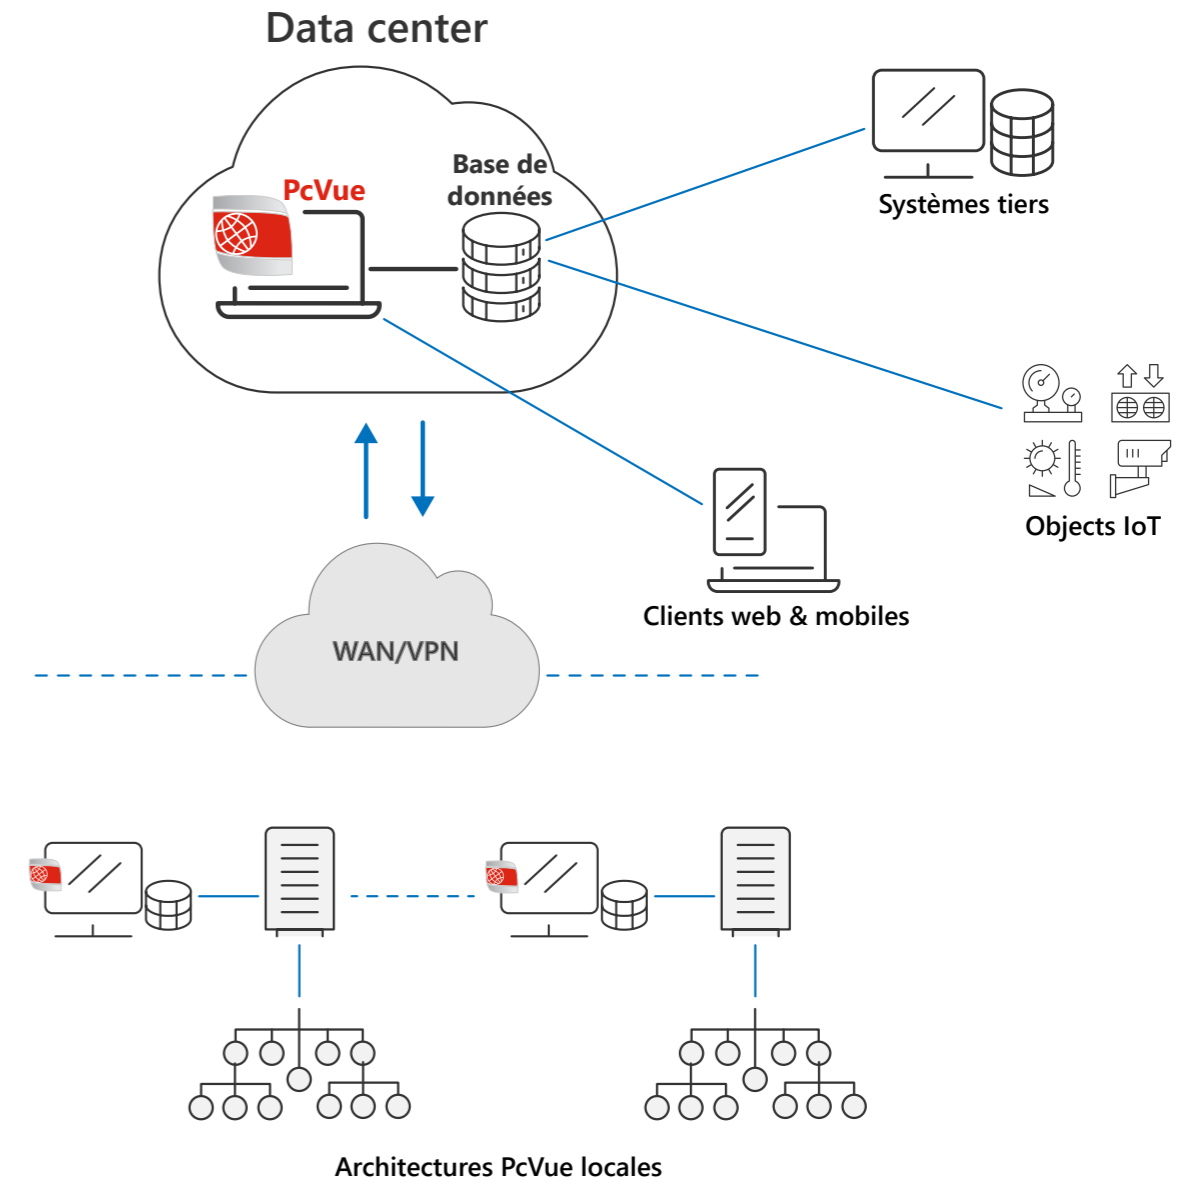 Data center
Base de
données
PcVue
Systèmes tiers
Objects IoT
Clients web & mobiles
WAN/VPN
Architectures PcVue locales